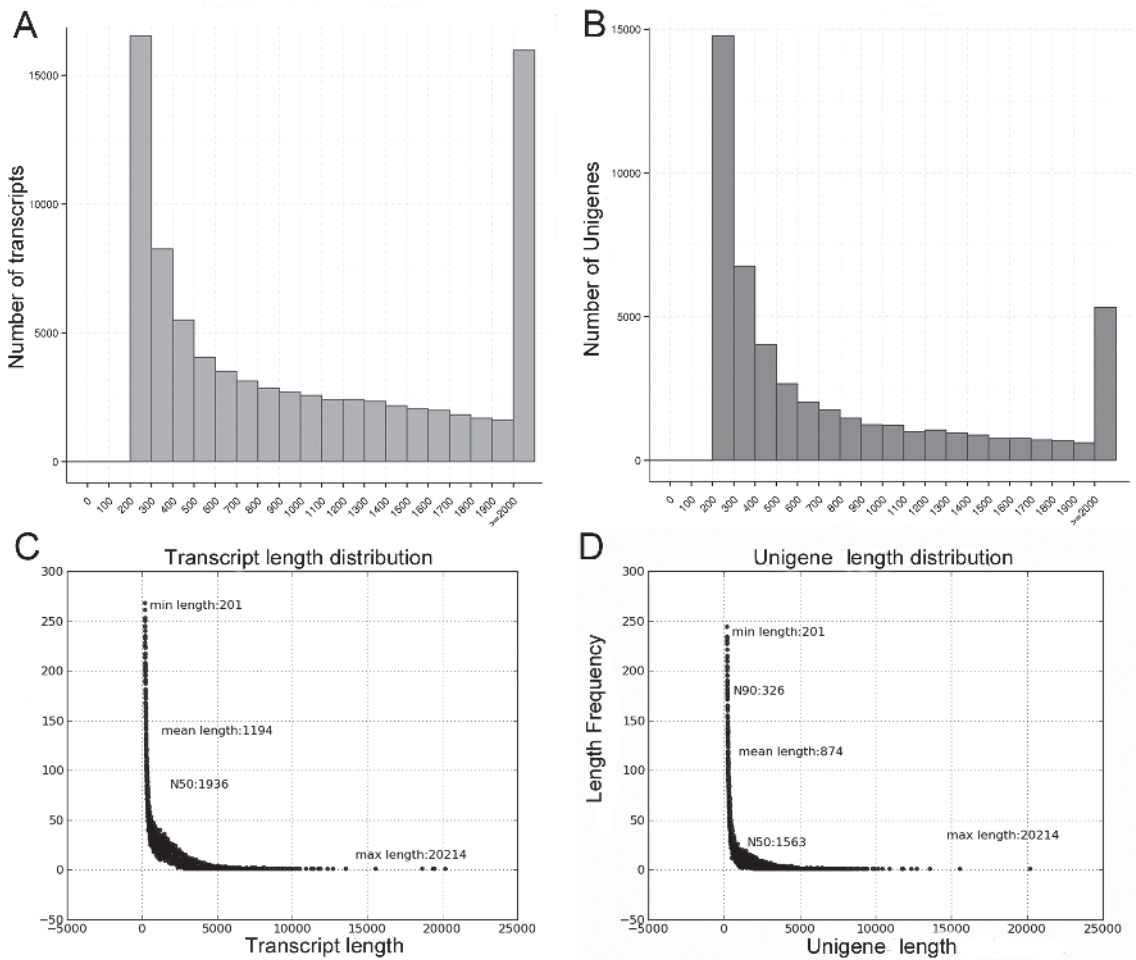 A
Number of transcripts
15000
10000
5000
0
0 100 200 300 400 500 600 700 800 900 1000 1100 1200 1300 1400 1500 1600 1700 1800 1900 >=2000
B
Number of Unigenes
15000
10000
5000
0
0 100 200 300 400 500 600 700 800 900 1000 1100 1200 1300 1400 1500 1600 1700 1800 1900 >=2000
C
Transcript length distribution
300
250
200
150
100
50
0
-50
min length:201
mean length:1194
N50:1936
max length:20214
-5000 0 5000 10000 15000 20000 25000
Transcript length
D
Unigene length distribution
Length Frequency
300
250
200
150
100
50
0
-50
min length:201
N90:326
mean length:874
N50:1563
max length:20214
-5000 0 5000 10000 15000 20000 25000
Unigene length